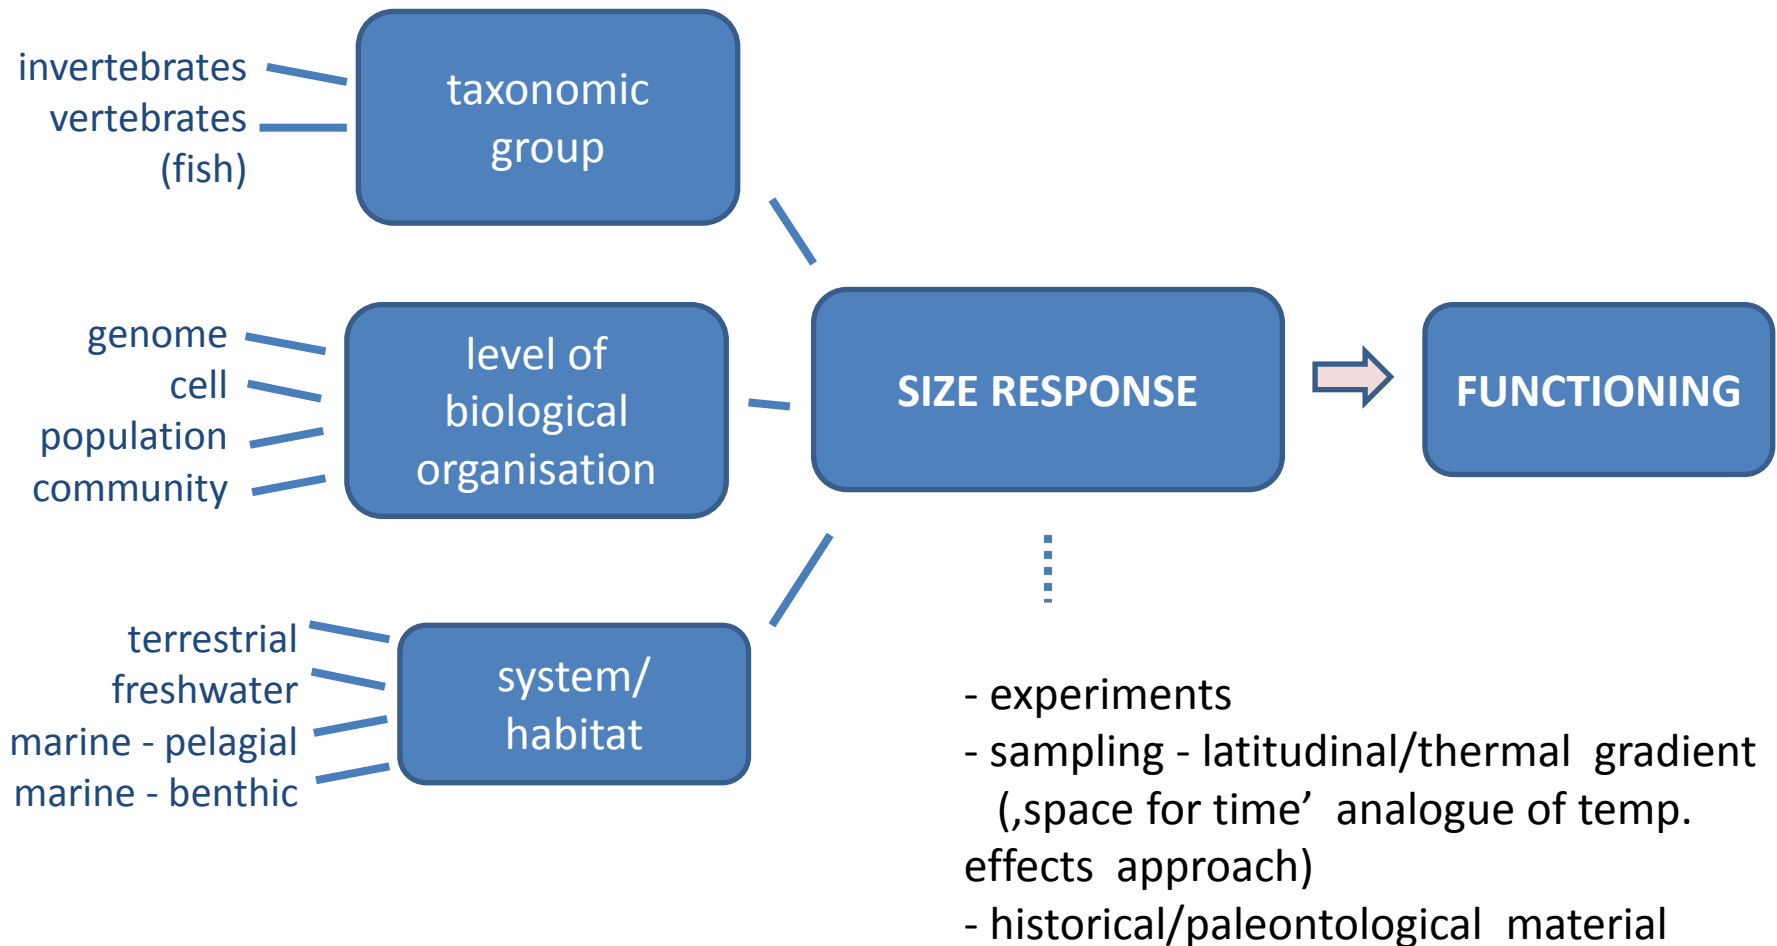 invertebrates
vertebrates
(fish)
taxonomic
group
genome
cell
population
community
level of
biological
organisation
SIZE RESPONSE
FUNCTIONING
terrestrial
freshwater
marine - pelagial
marine - benthic
system/
habitat
- experiments
- sampling - latitudinal/thermal gradient
(‚space for time’ analogue of temp.
effects approach)
- historical/paleontological material